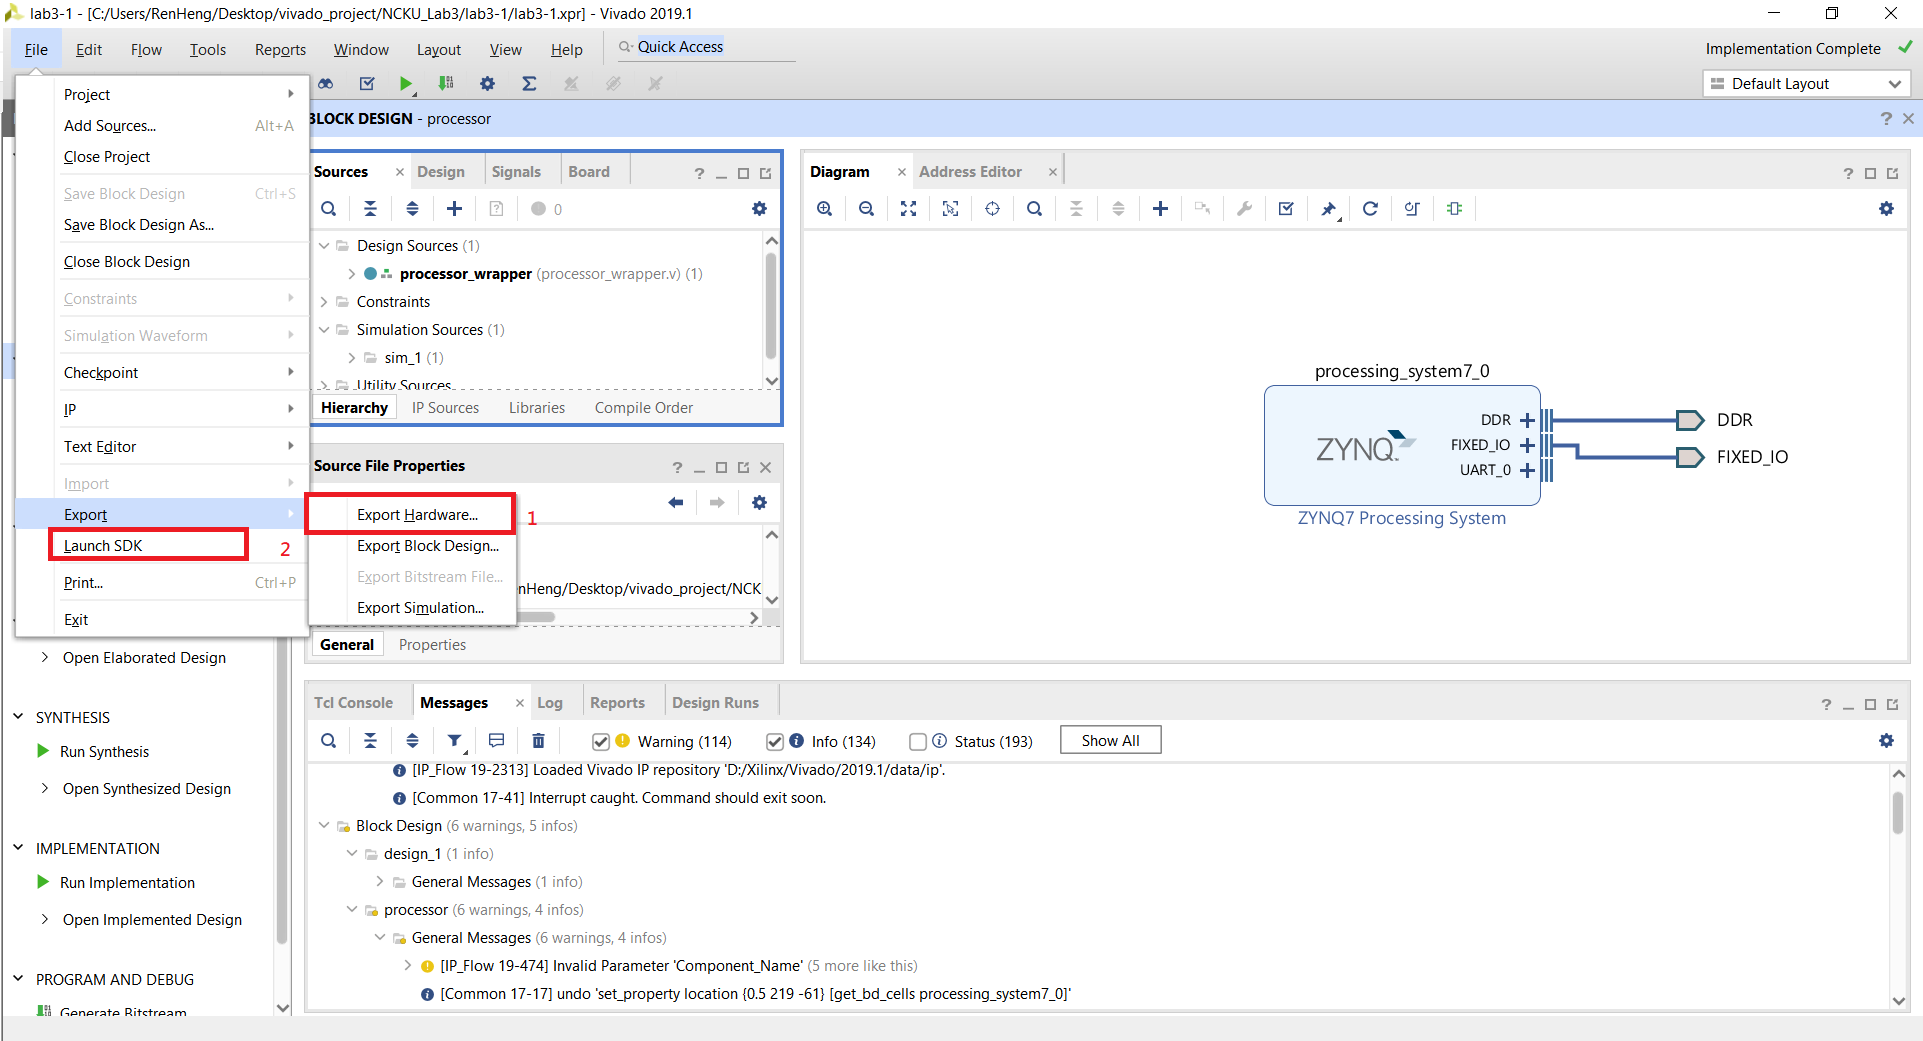 lab3-1 - [C:/Users/RenHeng/Desktop/vivado_project/NCKU_Lab3/lab3-1/lab3-1.xpr] - Vivado 2019.1
File Edit Flow Tools Reports Window Layout View Help Quick Access Implementation Complete
Default Layout
Project
Add Sources... Alt+A
Close Project
Save Block Design Ctrl+S
Save Block Design As...
Close Block Design
Constraints
Simulation Waveform
Checkpoint
IP
Text Editor
Import
Export
Launch SDK 2
Print... Ctrl+P
Exit
Export Hardware... 1
Export Block Design...
Export Bitstream File...
Export Simulation...
BLOCK DESIGN - processor
Sources Design Signals Board
0
Design Sources (1)
processor_wrapper (processor_wrapper.v) (1)
Constraints
Simulation Sources (1)
sim_1 (1)
Utility Sources
Hierarchy IP Sources Libraries Compile Order
Source File Properties
enHeng/Desktop/vivado_project/NCK
General Properties
Diagram Address Editor
processing_system7_0
DDR
FIXED_IO
UART_0
ZYNQ
ZYNQ7 Processing System
DDR
FIXED_IO
Open Elaborated Design
SYNTHESIS
Run Synthesis
Open Synthesized Design
IMPLEMENTATION
Run Implementation
Open Implemented Design
PROGRAM AND DEBUG
Generate Bitstream
Tcl Console Messages Log Reports Design Runs
Warning (114) Info (134) Status (193) Show All
[IP_Flow 19-2313] Loaded Vivado IP repository 'D:/Xilinx/Vivado/2019.1/data/ip'.
[Common 17-41] Interrupt caught. Command should exit soon.
Block Design (6 warnings, 5 infos)
design_1 (1 info)
General Messages (1 info)
processor (6 warnings, 4 infos)
General Messages (6 warnings, 4 infos)
[IP_Flow 19-474] Invalid Parameter 'Component_Name' (5 more like this)
[Common 17-17] undo 'set_property location {0.5 219 -61} [get_bd_cells processing_system7_0]'